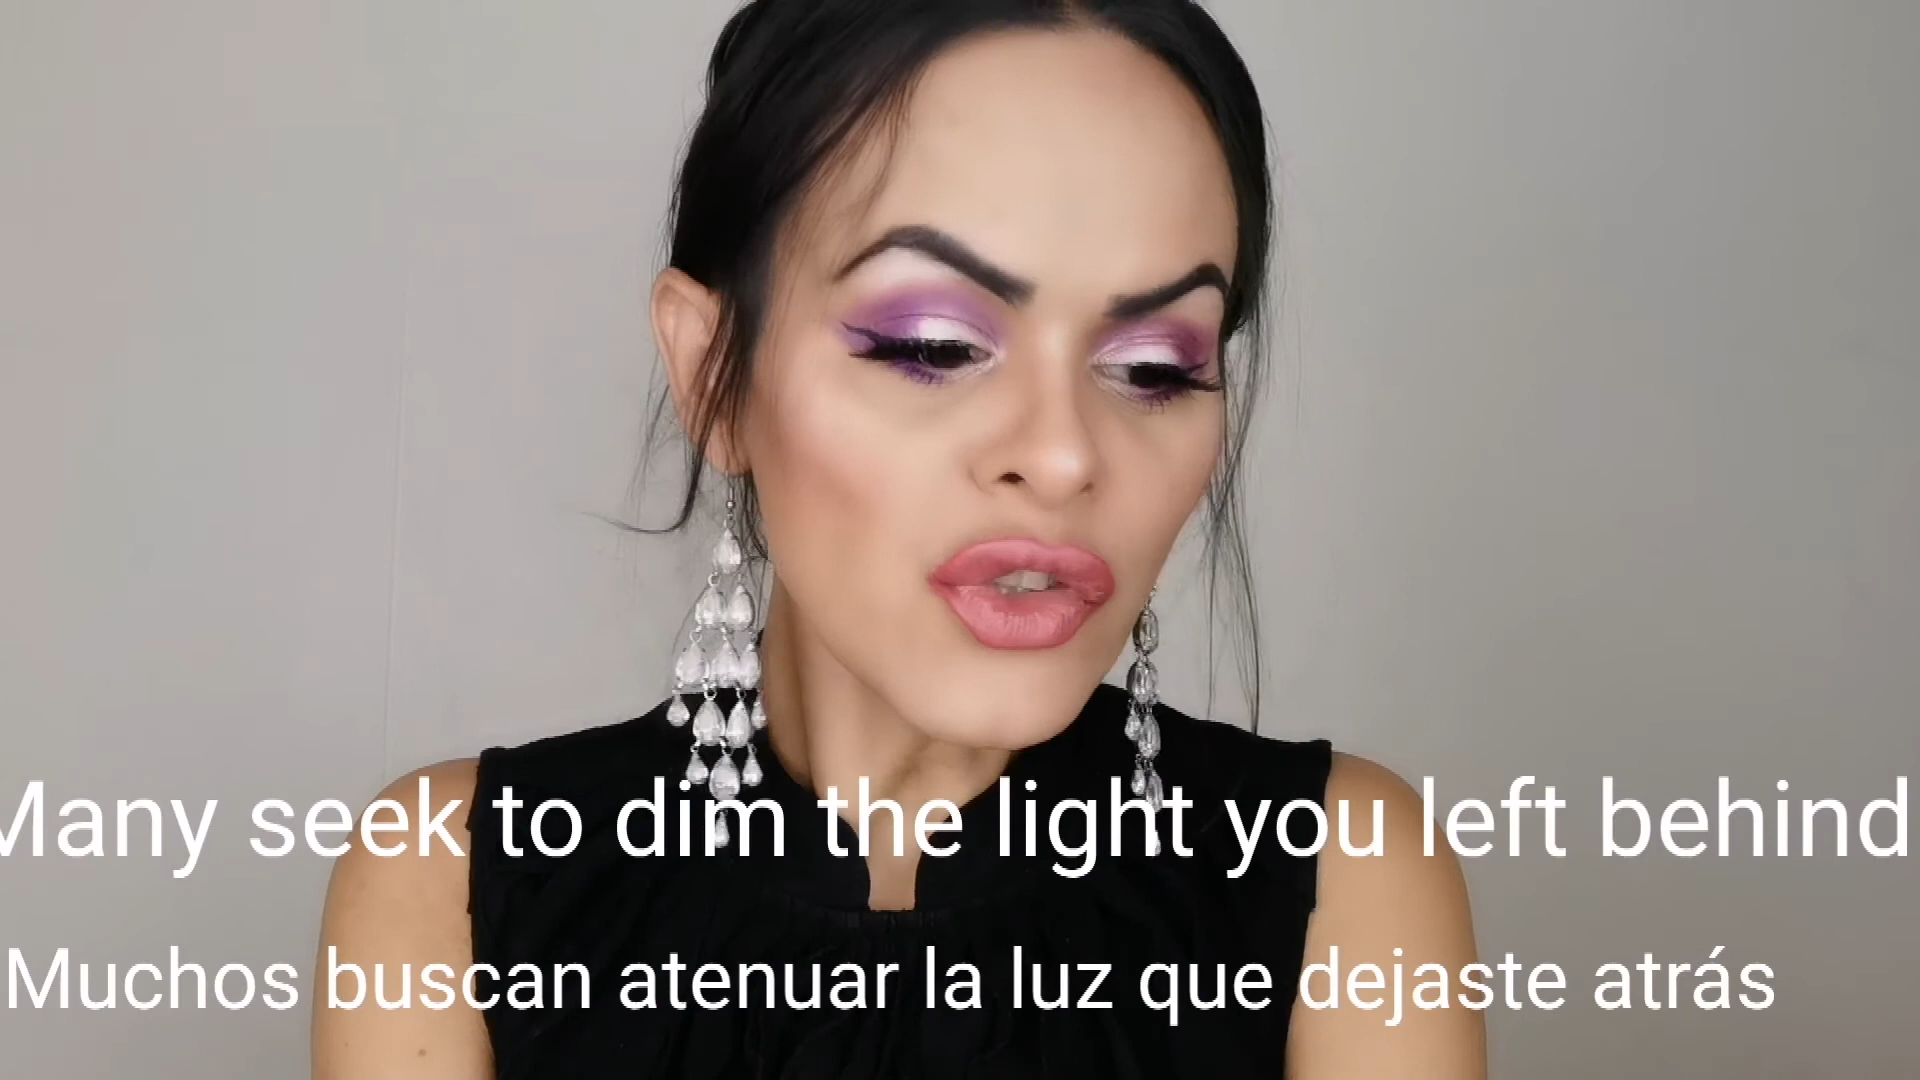 Many seek to dim the light you left behind
Muchos buscan atenuar la luz que dejaste atrás